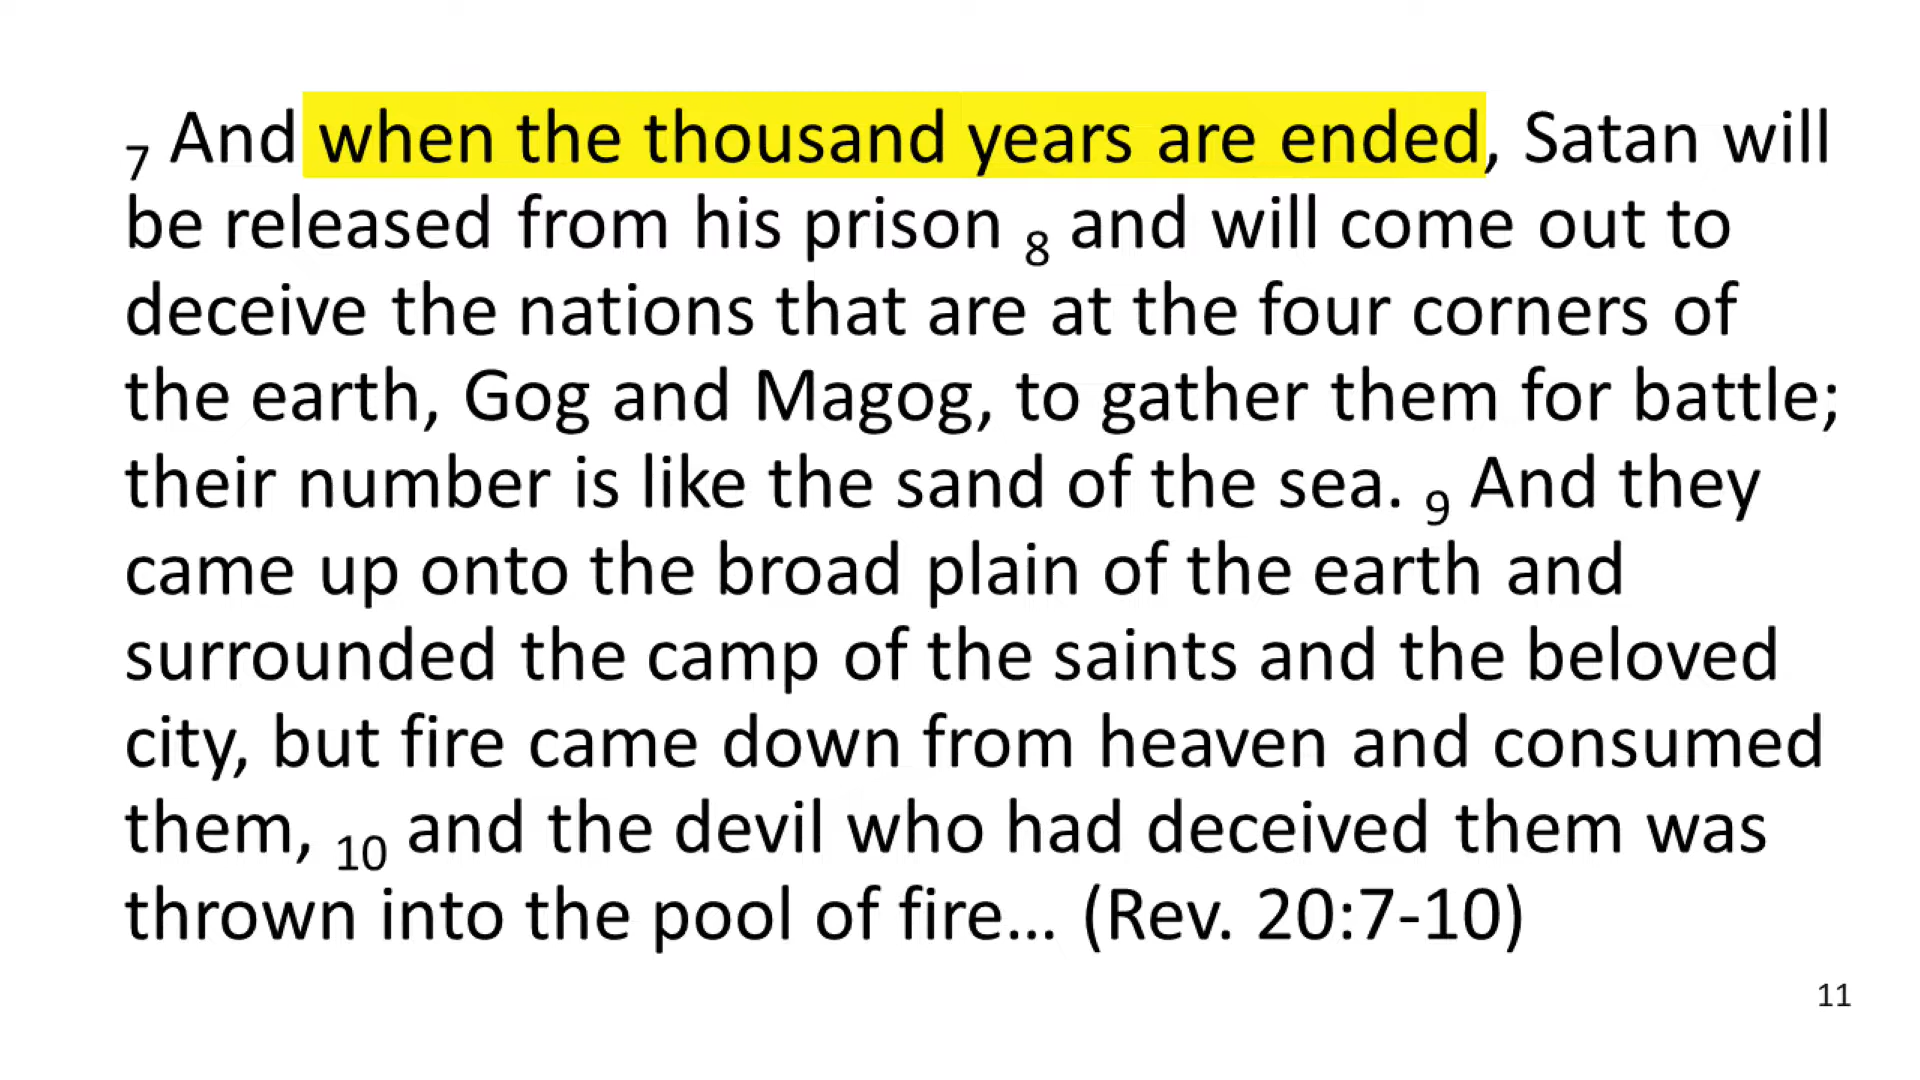 7 And when the thousand years are ended, Satan will
be released from his prison 8 and will come out to
deceive the nations that are at the four corners of
the earth, Gog and Magog, to gather them for battle;
their number is like the sand of the sea. 9 And they
came up onto the broad plain of the earth and
surrounded the camp of the saints and the beloved
city, but fire came down from heaven and consumed
them, 10 and the devil who had deceived them was
thrown into the pool of fire... (Rev. 20:7-10)
11